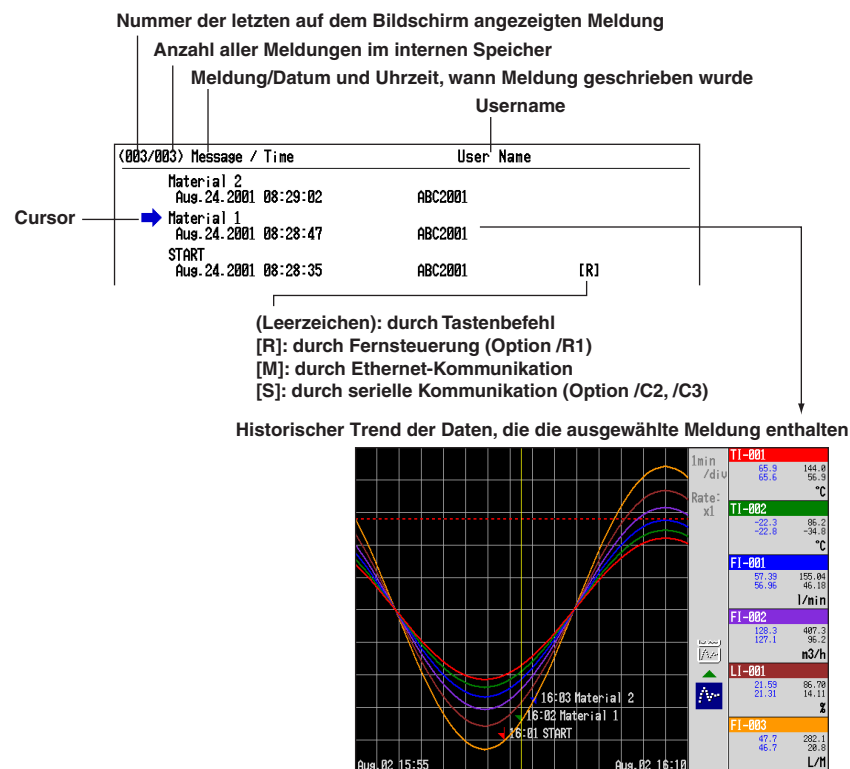 Nummer der letzten auf dem Bildschirm angezeigten Meldung
Anzahl aller Meldungen im internen Speicher
Meldung/Datum und Uhrzeit, wann Meldung geschrieben wurde
Username
(003/003) Message / Time User Name
Material 2
Aug.24.2001 08:29:02 ABC2001
Cursor
Material 1
Aug.24.2001 08:28:47 ABC2001
START
Aug.24.2001 08:28:35 ABC2001 [R]
(Leerzeichen): durch Tastenbefehl
[R]: durch Fernsteuerung (Option /R1)
[M]: durch Ethernet-Kommunikation
[S]: durch serielle Kommunikation (Option /C2, /C3)
Historischer Trend der Daten, die die ausgewählte Meldung enthalten
1min
/div
Rate:
x1
TI-001
65.9 144.0
65.6 56.9
°C
TI-002
-22.3 86.2
-22.8 -34.8
°C
FI-001
57.39 155.04
56.96 46.18
l/min
FI-002
128.3 407.3
127.1 96.2
m3/h
LI-001
21.59 86.70
21.31 14.11
%
FI-003
47.7 282.1
46.7 20.8
L/M
16:03 Material 2
16:02 Material 1
16:01 START
Aug.02 15:55 Aug.02 16:10